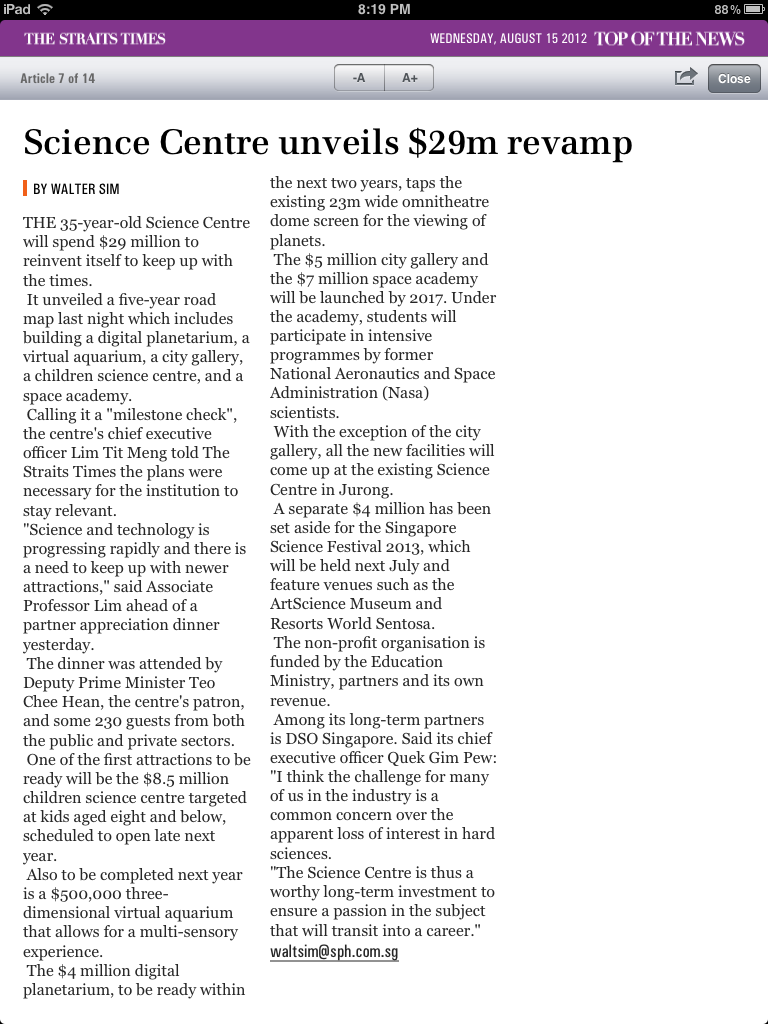 iPad
8:19 PM
88%
THE STRAITS TIMES
WEDNESDAY, AUGUST 15 2012 TOP OF THE NEWS
Article 7 of 14
-A
A+
Close
Science Centre unveils $29m revamp
BY WALTER SIM
THE 35-year-old Science Centre
will spend $29 million to
reinvent itself to keep up with
the times.
It unveiled a five-year road
map last night which includes
building a digital planetarium, a
virtual aquarium, a city gallery,
a children science centre, and a
space academy.
Calling it a "milestone check",
the centre's chief executive
officer Lim Tit Meng told The
Straits Times the plans were
necessary for the institution to
stay relevant.
"Science and technology is
progressing rapidly and there is
a need to keep up with newer
attractions," said Associate
Professor Lim ahead of a
partner appreciation dinner
yesterday.
The dinner was attended by
Deputy Prime Minister Teo
Chee Hean, the centre's patron,
and some 230 guests from both
the public and private sectors.
One of the first attractions to be
ready will be the $8.5 million
children science centre targeted
at kids aged eight and below,
scheduled to open late next
year.
Also to be completed next year
is a $500,000 three-
dimensional virtual aquarium
that allows for a multi-sensory
experience.
The $4 million digital
planetarium, to be ready within
the next two years, taps the
existing 23m wide omnitheatre
dome screen for the viewing of
planets.
The $5 million city gallery and
the $7 million space academy
will be launched by 2017. Under
the academy, students will
participate in intensive
programmes by former
National Aeronautics and Space
Administration (Nasa)
scientists.
With the exception of the city
gallery, all the new facilities will
come up at the existing Science
Centre in Jurong.
A separate $4 million has been
set aside for the Singapore
Science Festival 2013, which
will be held next July and
feature venues such as the
ArtScience Museum and
Resorts World Sentosa.
The non-profit organisation is
funded by the Education
Ministry, partners and its own
revenue.
Among its long-term partners
is DSO Singapore. Said its chief
executive officer Quek Gim Pew:
"I think the challenge for many
of us in the industry is a
common concern over the
apparent loss of interest in hard
sciences.
"The Science Centre is thus a
worthy long-term investment to
ensure a passion in the subject
that will transit into a career."
waltsim@sph.com.sg